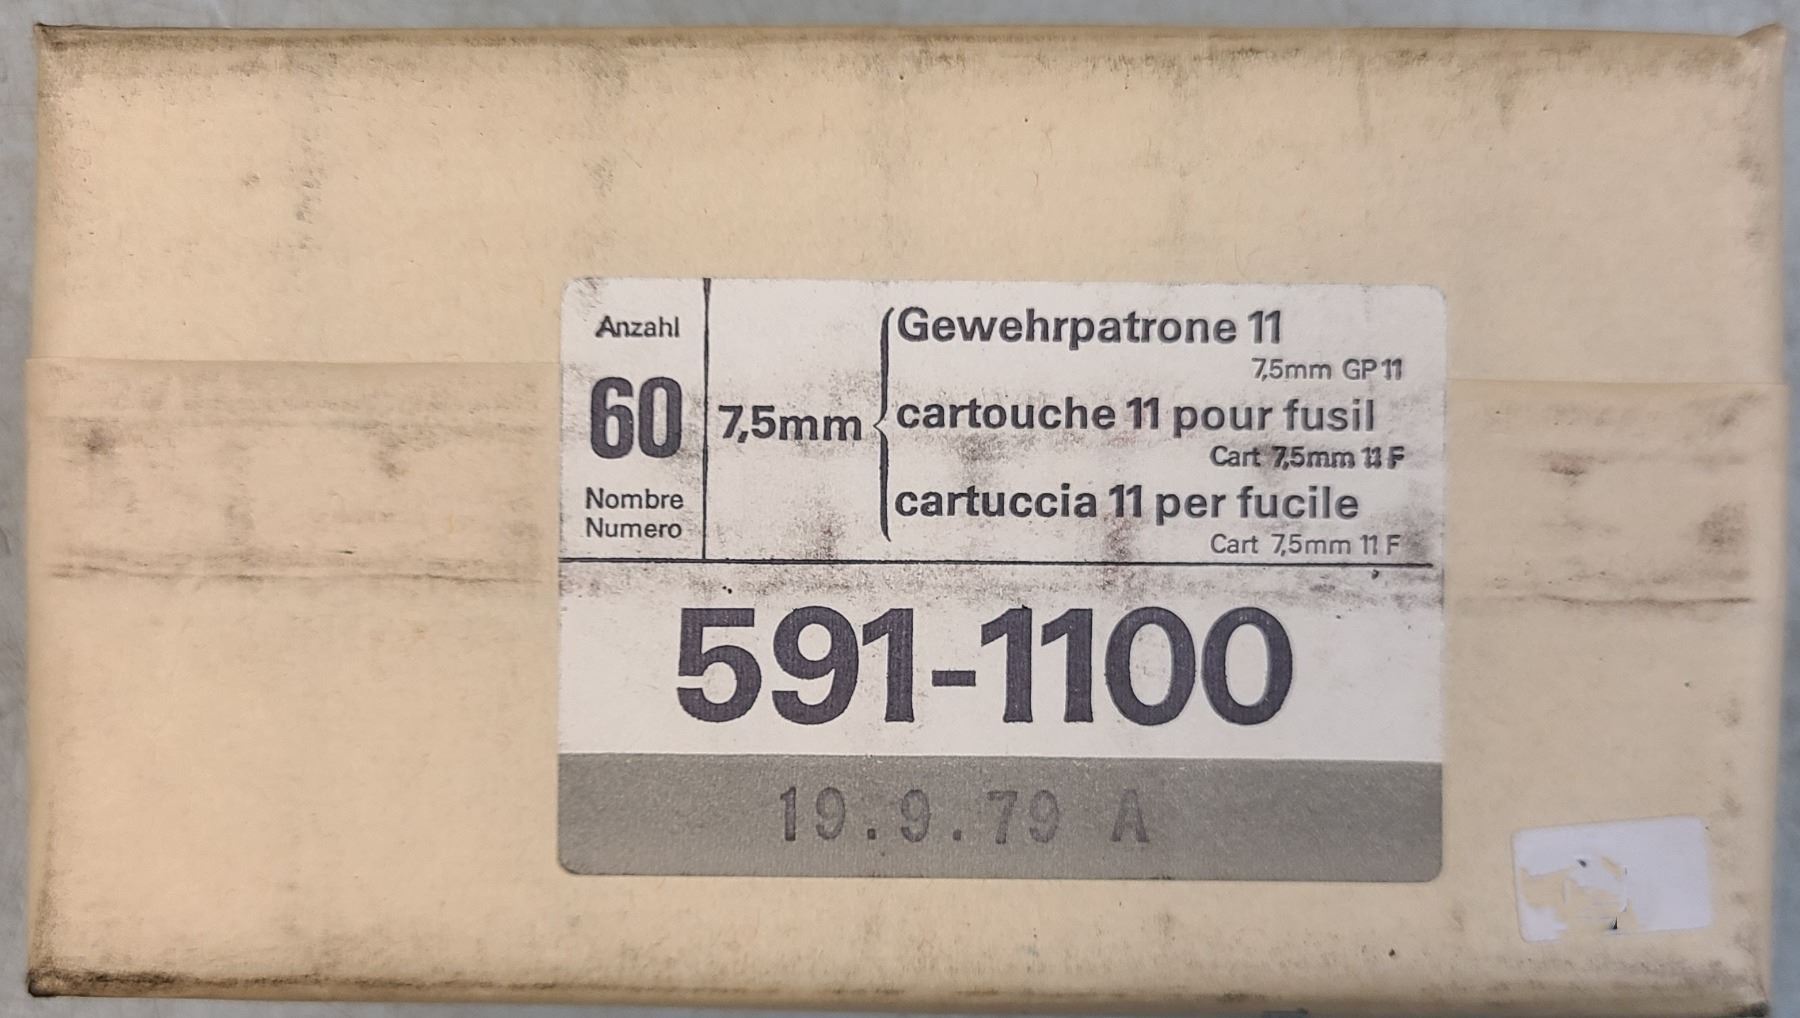 Anzahl
60
Nombre
Numero
7,5mm
Gewehrpatrone 11
7,5mm GP 11
cartouche 11 pour fusil
Cart 7,5mm 11 F
cartuccia 11 per fucile
Cart 7,5mm 11 F
591-1100
19.9.79 A